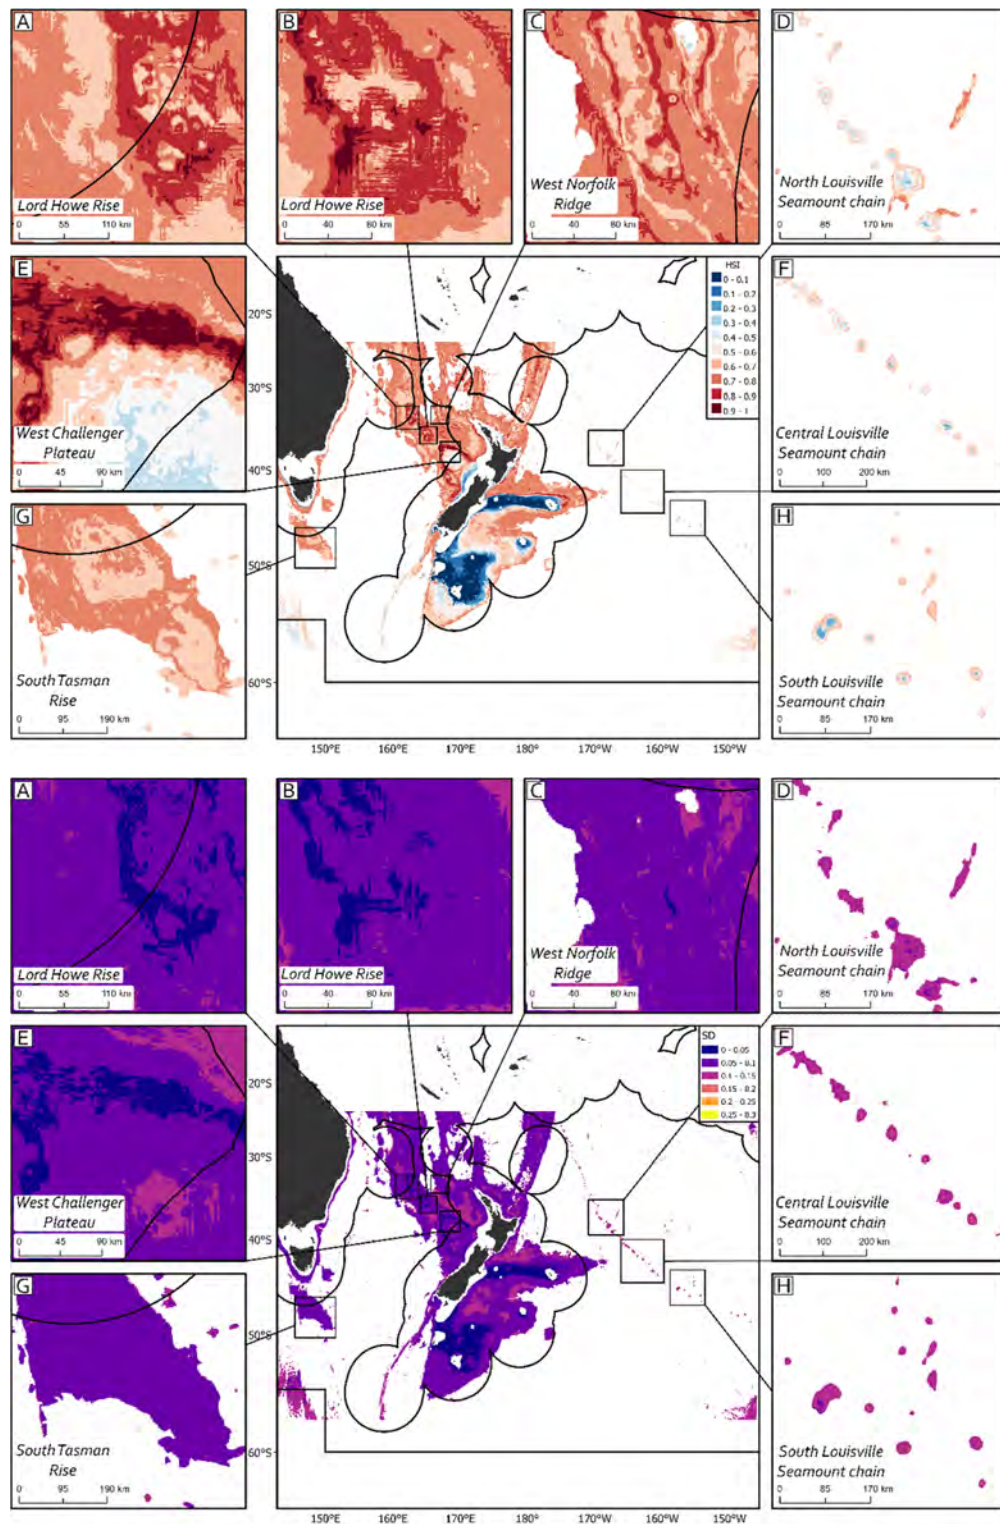 A
Lord Howe Rise
0 55 110 km
B
Lord Howe Rise
0 40 80 km
C
West Norfolk
Ridge
0 40 80 km
D
North Louisville
Seamount chain
0 85 170 km
E
West Challenger
Plateau
0 45 90 km
F
Central Louisville
Seamount chain
0 100 200 km
G
South Tasman
Rise
0 95 190 km
H
South Louisville
Seamount chain
0 85 170 km
HSI
0 - 0.1
0.1 - 0.2
0.2 - 0.3
0.3 - 0.4
0.4 - 0.5
0.5 - 0.6
0.6 - 0.7
0.7 - 0.8
0.8 - 0.9
0.9 - 1
20°S
30°S
40°S
50°S
60°S
150°E 160°E 170°E 180° 170°W 160°W 150°W
A
Lord Howe Rise
0 55 110 km
B
Lord Howe Rise
0 40 80 km
C
West Norfolk
Ridge
0 40 80 km
D
North Louisville
Seamount chain
0 85 170 km
E
West Challenger
Plateau
0 45 90 km
F
Central Louisville
Seamount chain
0 100 200 km
G
South Tasman
Rise
0 95 190 km
H
South Louisville
Seamount chain
0 85 170 km
SD
0 - 0.05
0.05 - 0.1
0.1 - 0.15
0.15 - 0.2
0.2 - 0.25
0.25 - 0.3
20°S
30°S
40°S
50°S
60°S
150°E 160°E 170°E 180° 170°W 160°W 150°W